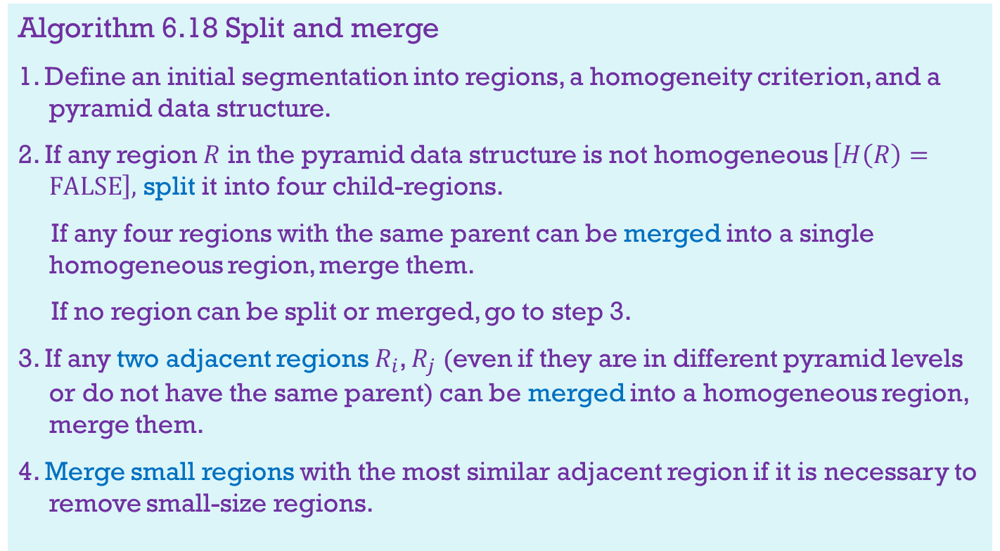 Algorithm 6.18 Split and merge
1. Define an initial segmentation into regions, a homogeneity criterion, and a
pyramid data structure.
2. If any region R in the pyramid data structure is not homogeneous [H(R) =
FALSE], split it into four child-regions.
If any four regions with the same parent can be merged into a single
homogeneous region, merge them.
If no region can be split or merged, go to step 3.
3. If any two adjacent regions Rᵢ, Rⱼ (even if they are in different pyramid levels
or do not have the same parent) can be merged into a homogeneous region,
merge them.
4. Merge small regions with the most similar adjacent region if it is necessary to
remove small-size regions.